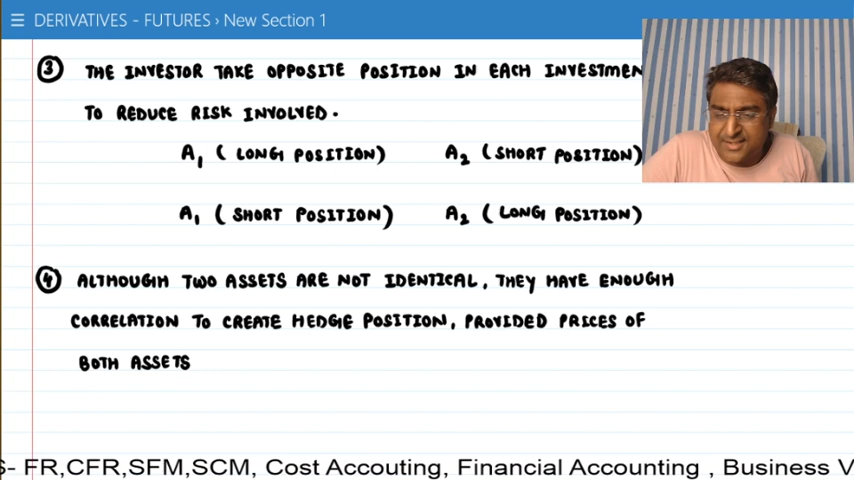 DERIVATIVES - FUTURES › New Section 1
③ THE INVESTOR TAKE OPPOSITE POSITION IN EACH
TO REDUCE RISK INVOLVED.
A₁ ( LONG POSITION) A₂ (SHORT POSITION)
A₁ ( SHORT POSITION) A₂ (LONG POSITION)
④ ALTHOUGH TWO ASSETS ARE NOT IDENTICAL, THEY HAVE ENOUGH
CORRELATION TO CREATE HEDGE POSITION, PROVIDED PRICES OF
BOTH ASSETS
- FR,CFR,SFM,SCM, Cost Accouting, Financial Accounting , Business